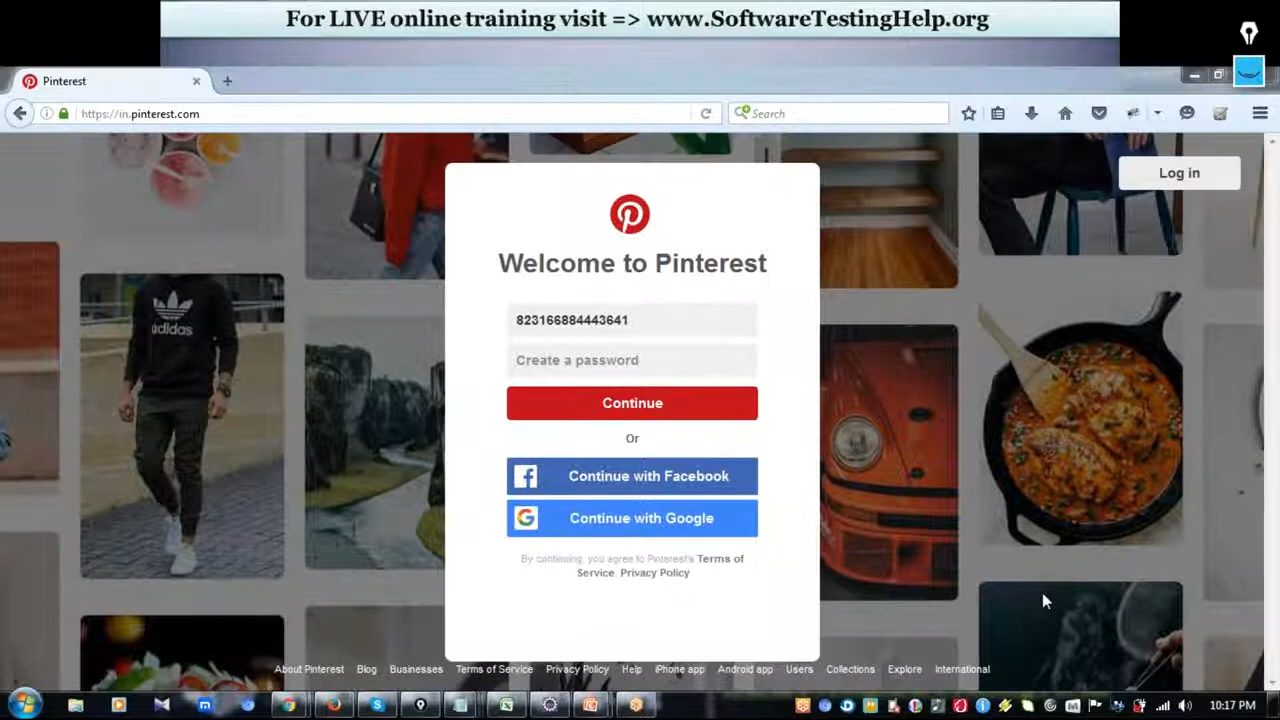 For LIVE online training visit => www.SoftwareTestingHelp.org
Pinterest
https://in.pinterest.com
Search
Log in
adidas
Welcome to Pinterest
823166884443641
Create a password
Continue
Or
Continue with Facebook
Continue with Google
By continuing, you agree to Pinterest's Terms of
Service, Privacy Policy
About Pinterest Blog Businesses Terms of Service Privacy Policy Help iPhone app Android app Users Collections Explore International
10:17 PM